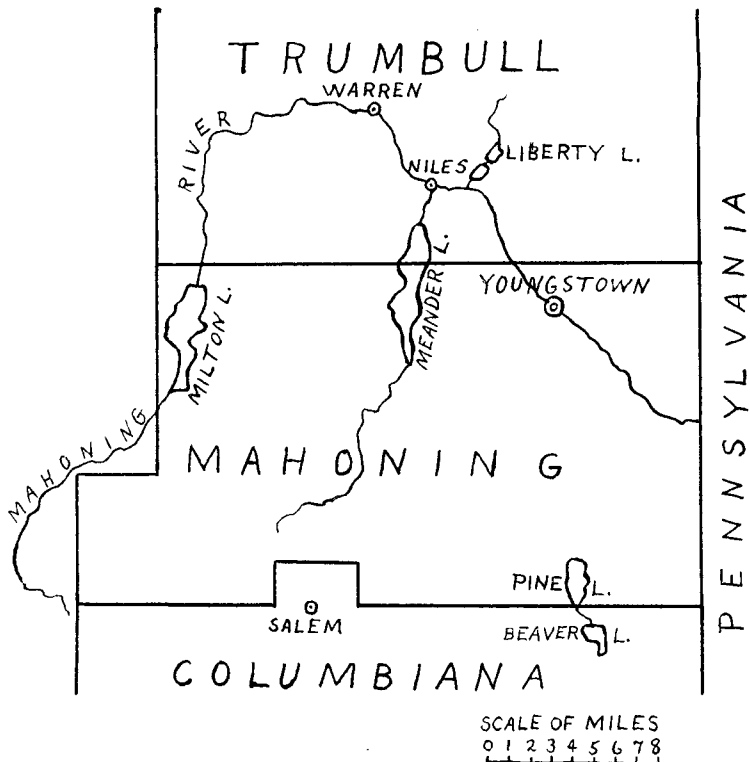 TRUMBULL
WARREN
RIVER
NILES
LIBERTY L.
YOUNGSTOWN
MEANDER L.
MILTON L.
MAHONING
MAHONING
PENNSYLVANIA
PINE L.
SALEM
BEAVER L.
COLUMBIANA
SCALE OF MILES
0 1 2 3 4 5 6 7 8